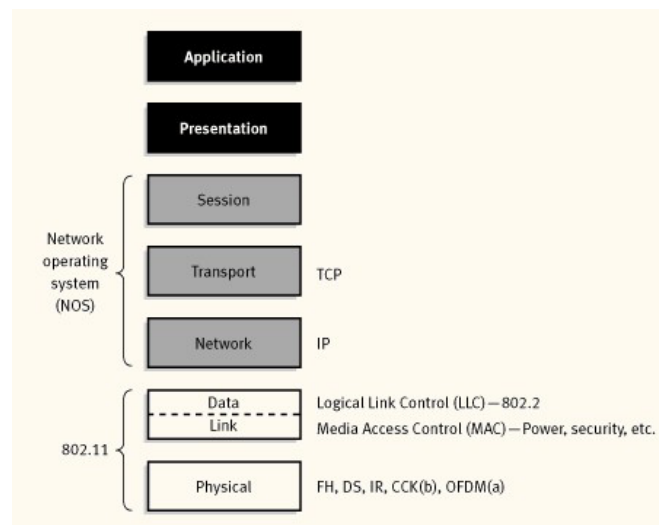 Application
Presentation
Session
Network
operating
system
(NOS)
Transport
TCP
Network
IP
Data
Logical Link Control (LLC)—802.2
Link
Media Access Control (MAC)—Power, security, etc.
802.11
Physical
FH, DS, IR, CCK(b), OFDM(a)